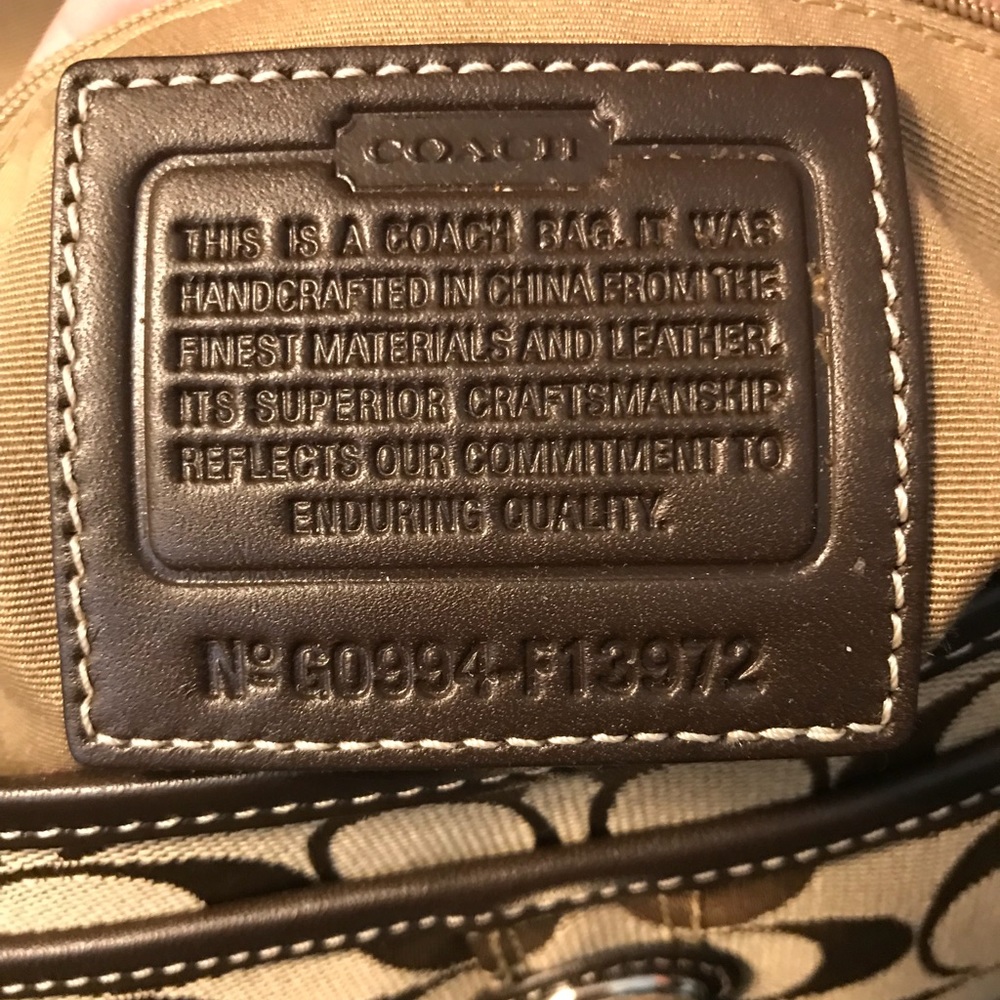 COACH
THIS IS A COACH BAG. IT WAS
HANDCRAFTED IN CHINA FROM THE
FINEST MATERIALS AND LEATHER.
ITS SUPERIOR CRAFTSMANSHIP
REFLECTS OUR COMMITMENT TO
ENDURING QUALITY.
Nº G0994-F13972